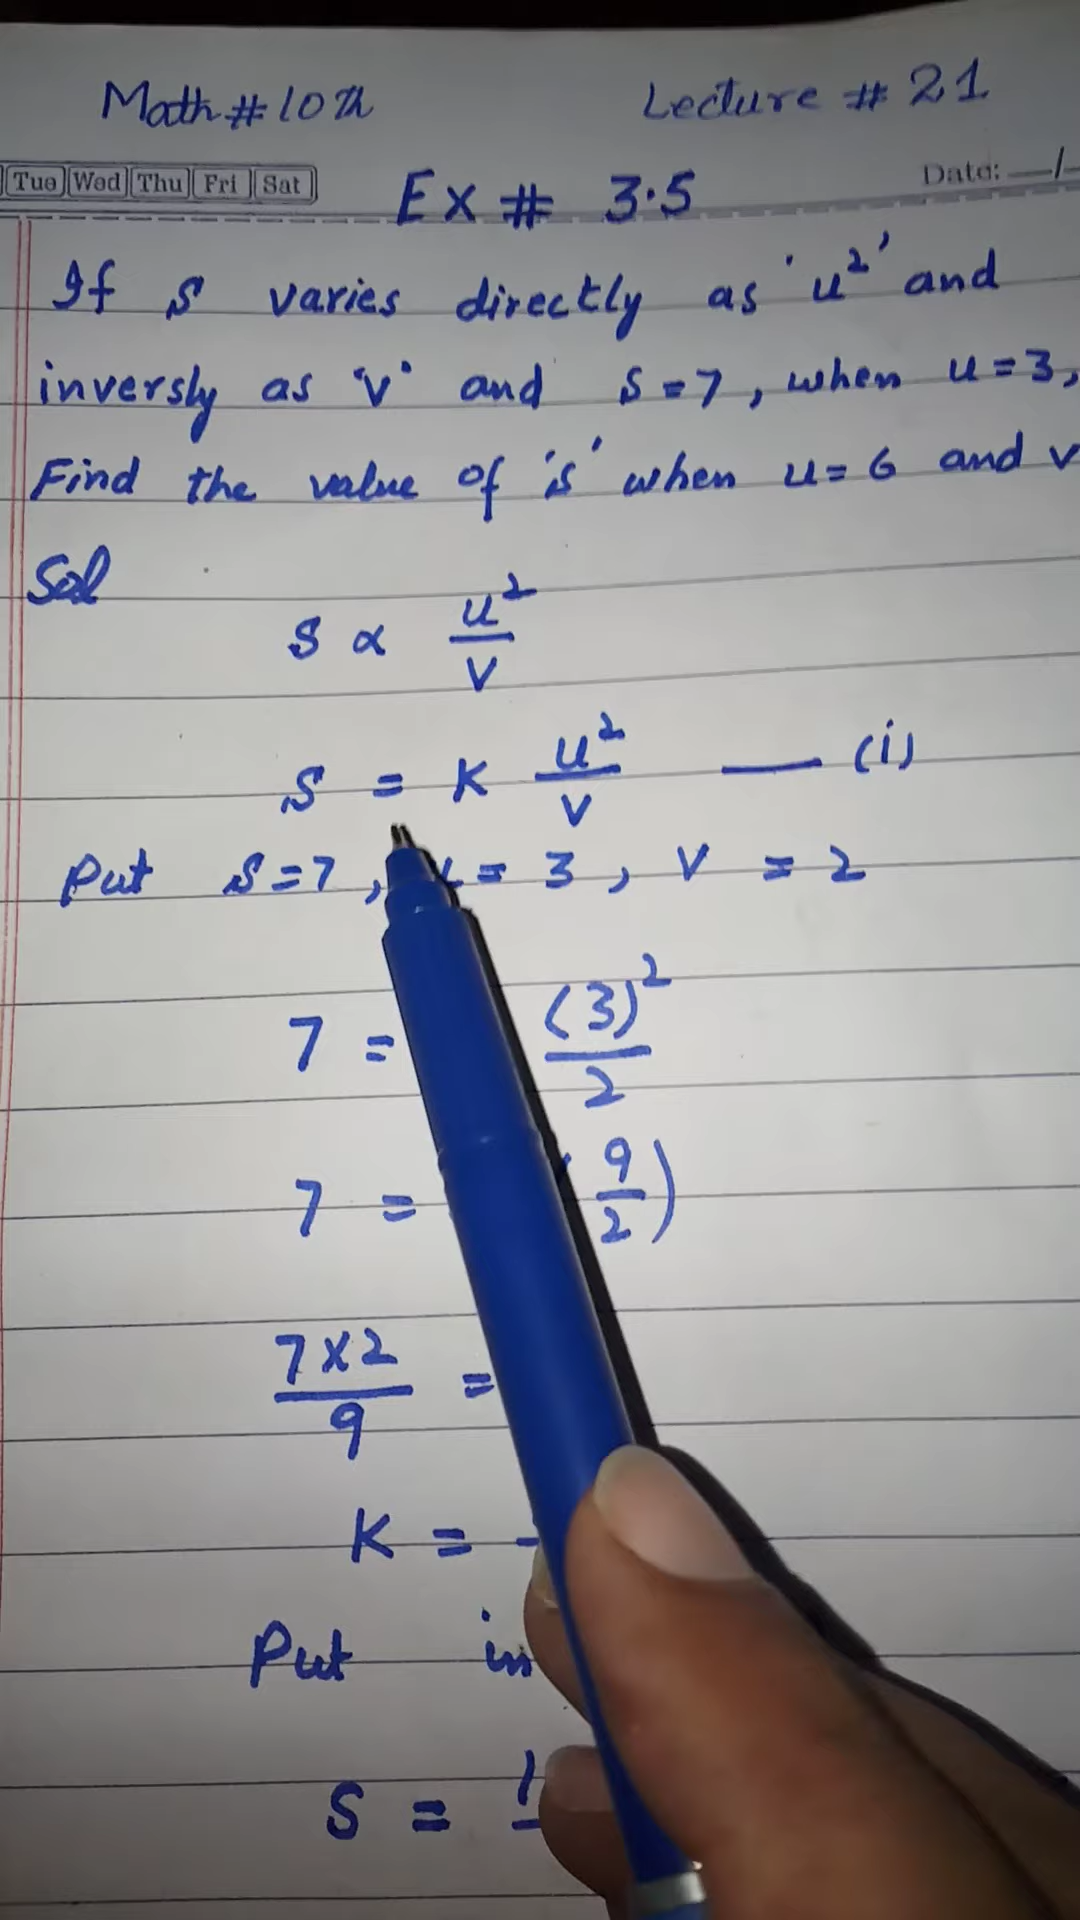 Math # 10th Lecture # 21
Tue Wed Thu Fri Sat Date: __/_
Ex # 3.5
If S varies directly as 'u²' and
inversly as 'v' and S = 7, when u = 3,
Find the value of 's' when u = 6 and v
Sol
S ∝ u²/v
S = K u²/v — (i)
Put S = 7, = 3, V = 2
7 = (3)²/2
7 = 9/2)
7×2/9 =
K =
Put in
S =